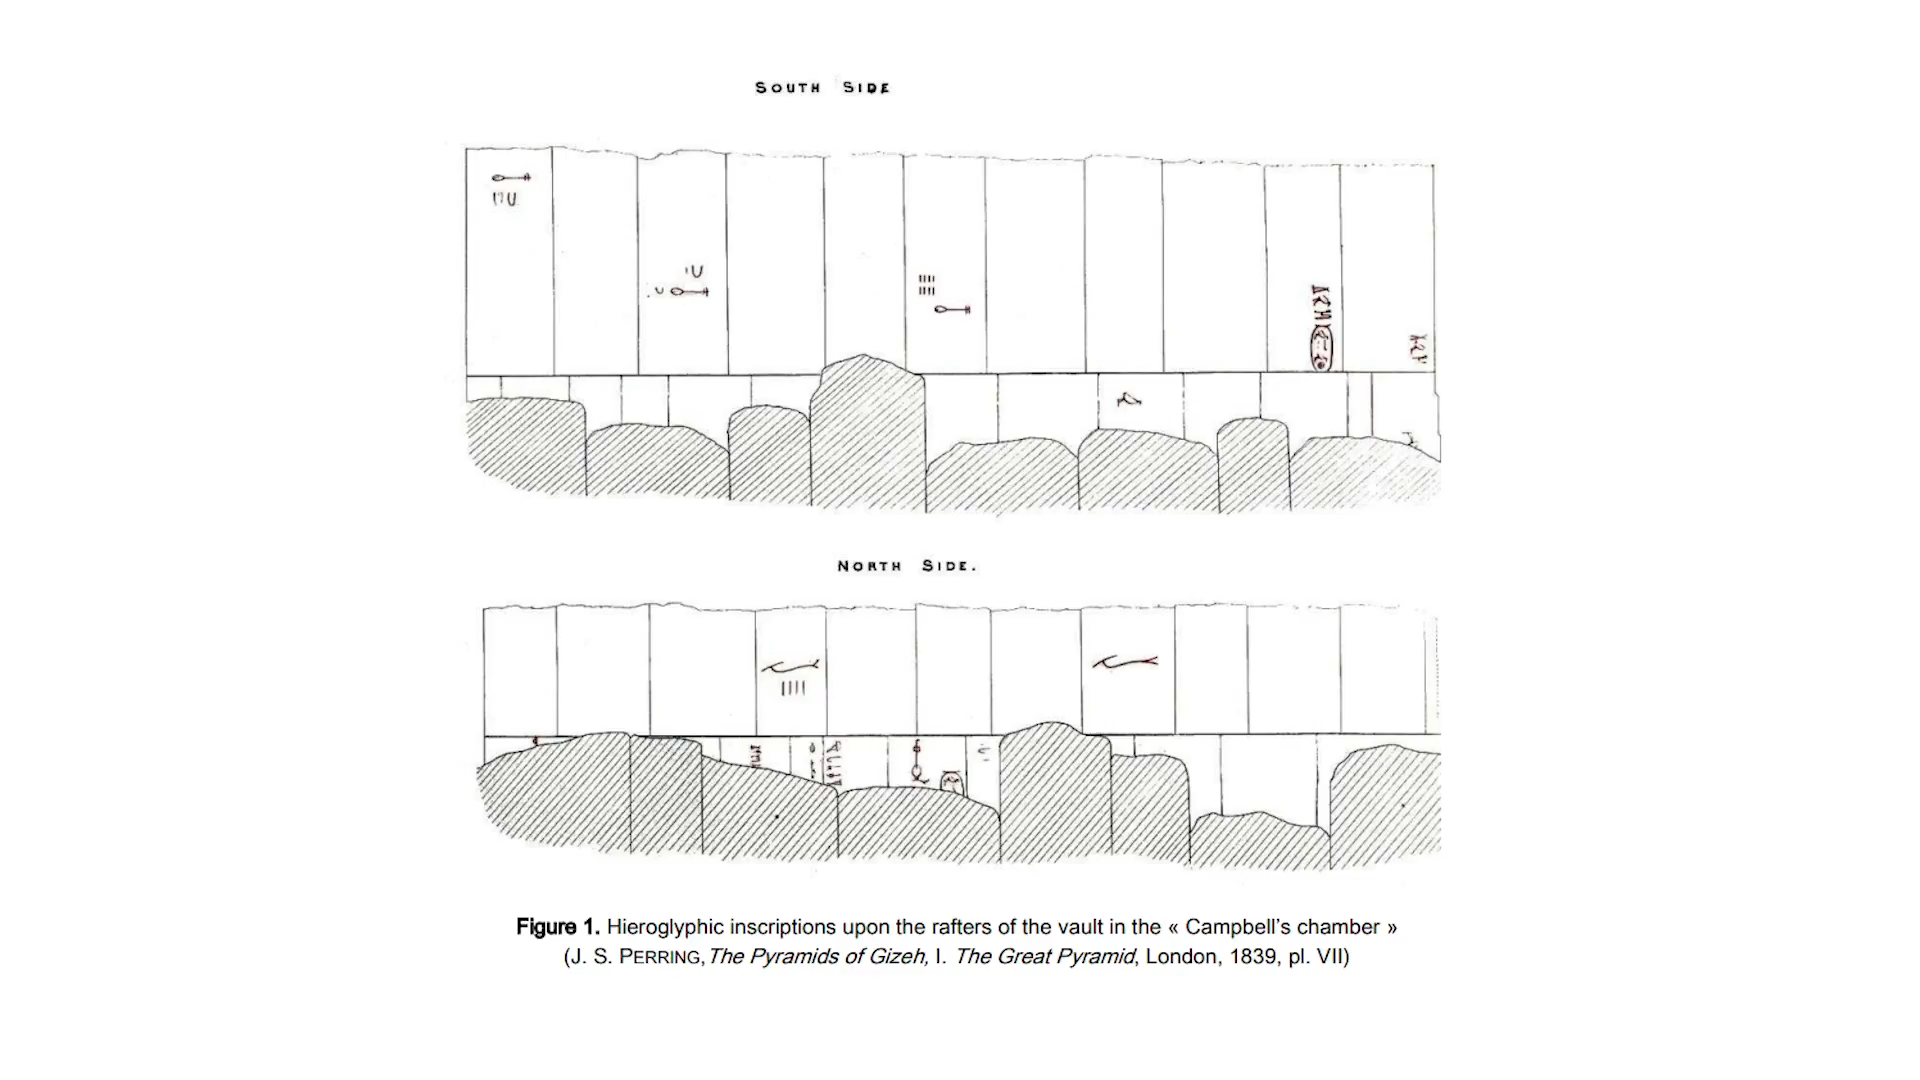 SOUTH SIDE
NORTH SIDE.
Figure 1. Hieroglyphic inscriptions upon the rafters of the vault in the « Campbell’s chamber »
(J. S. PERRING, The Pyramids of Gizeh, I. The Great Pyramid, London, 1839, pl. VII)